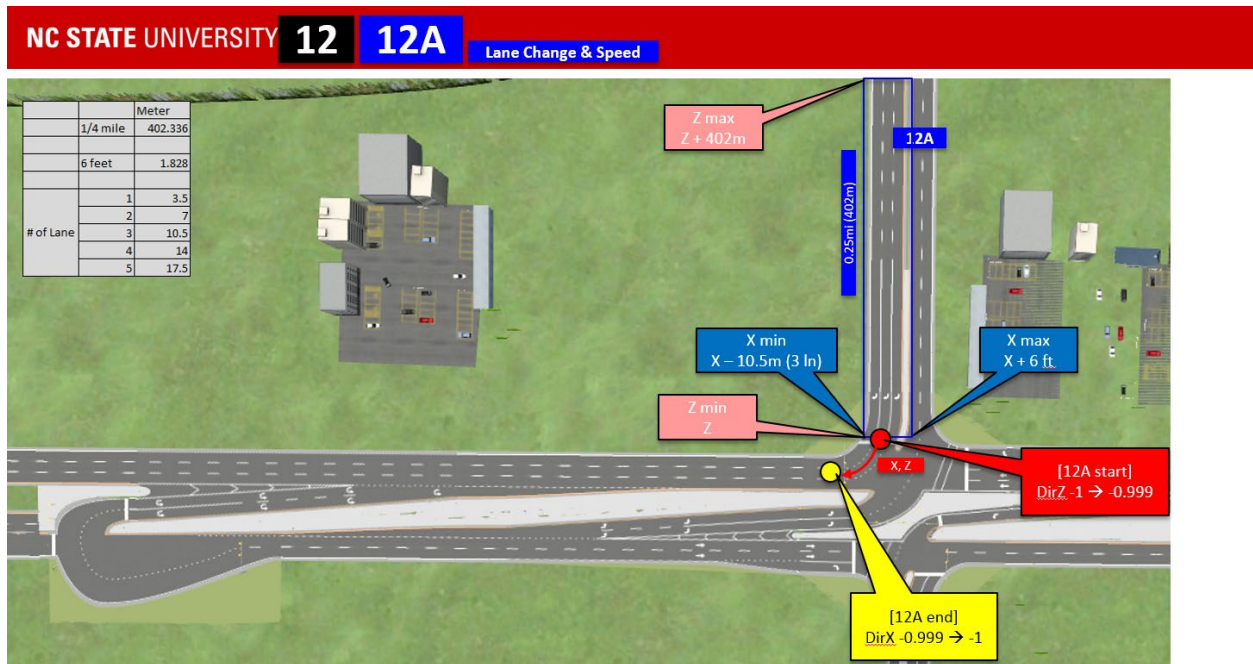 NC STATE UNIVERSITY 12 12A Lane Change & Speed
Meter
1/4 mile 402.336
6 feet 1.828
# of Lane
1 3.5
2 7
3 10.5
4 14
5 17.5
Z max
Z + 402m
12A
0.25mi (402m)
X min
X – 10.5m (3 ln)
X max
X + 6 ft
Z min
Z
X, Z
[12A start]
DirZ -1 → -0.999
[12A end]
DirX -0.999 → -1